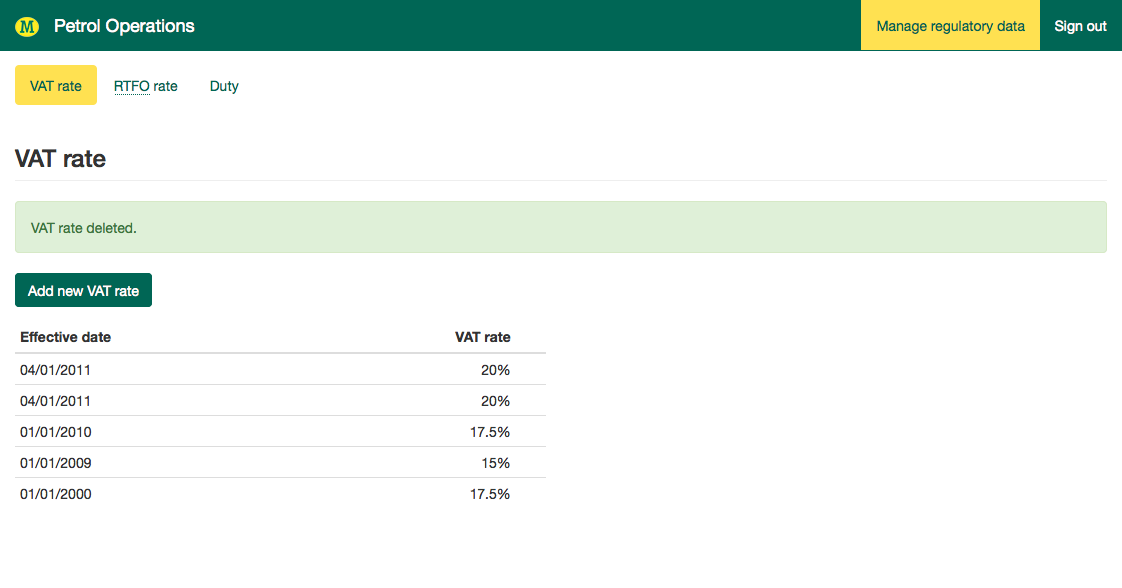 M Petrol Operations Manage regulatory data Sign out
VAT rate RTFO rate Duty
VAT rate
VAT rate deleted.
Add new VAT rate
Effective date VAT rate
04/01/2011 20%
04/01/2011 20%
01/01/2010 17.5%
01/01/2009 15%
01/01/2000 17.5%